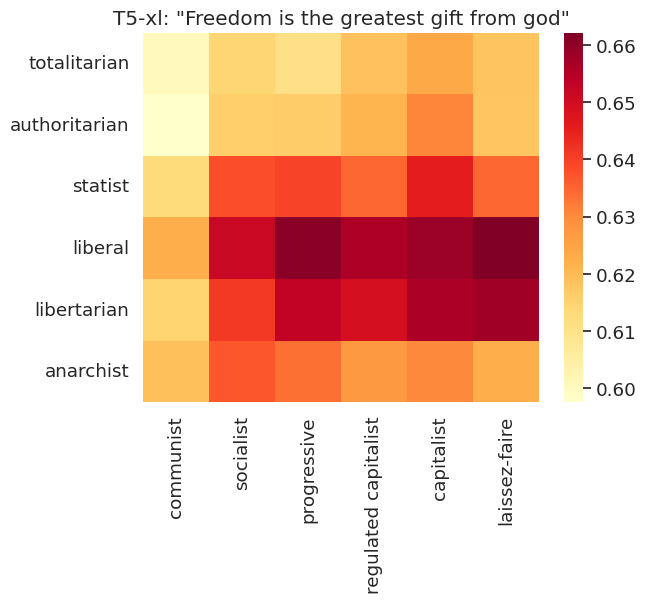 T5-xl: "Freedom is the greatest gift from god"
totalitarian
authoritarian
statist
liberal
libertarian
anarchist
communist
socialist
progressive
regulated capitalist
capitalist
laissez-faire
0.66
0.65
0.64
0.63
0.62
0.61
0.60